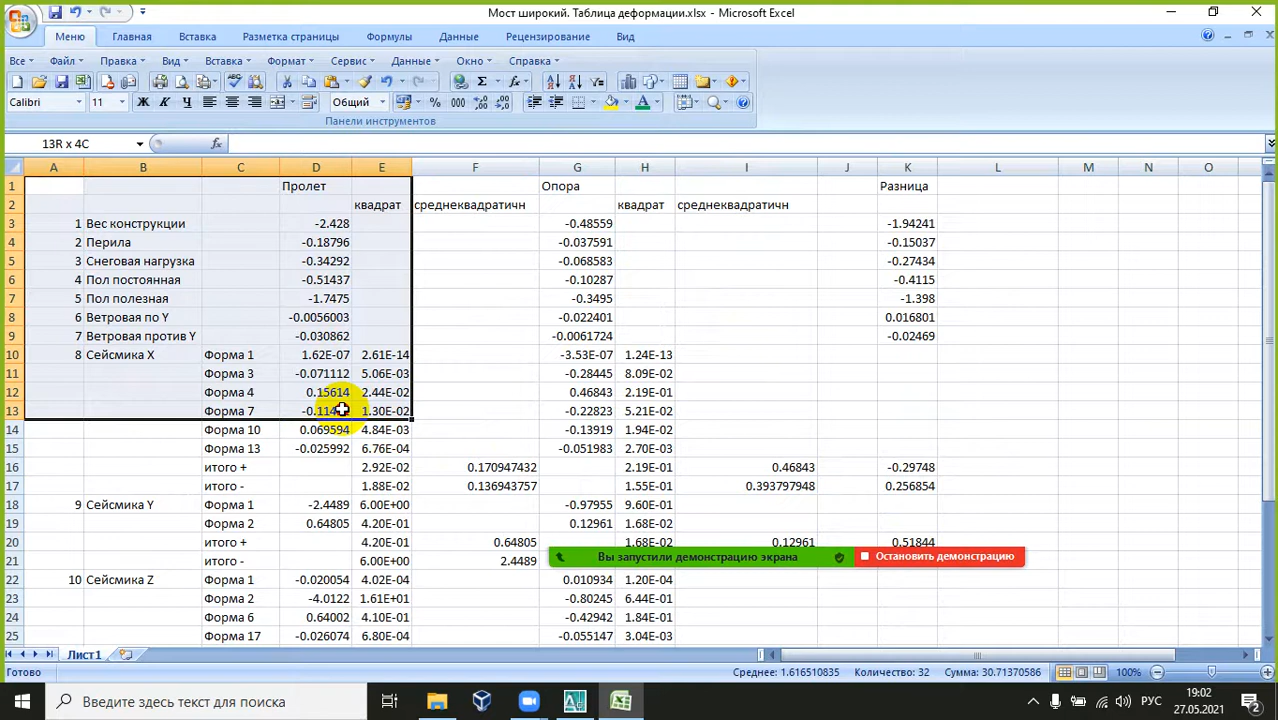 Мост широкий. Таблица деформации.xlsx - Microsoft Excel
Меню Главная Вставка Разметка страницы Формулы Данные Рецензирование Вид
Все Файл Правка Вид Вставка Формат Сервис Данные Окно Справка
Calibri 11 Ж К Ч Общий % 000
Панели инструментов
13R x 4C fx
A B C D E F G H I J K L M N O
1 Пролет Опора Разница
2 квадрат среднеквадратичн квадрат среднеквадратичн
3 1 Вес конструкции -2.428 -0.48559 -1.94241
4 2 Перила -0.18796 -0.037591 -0.15037
5 3 Снеговая нагрузка -0.34292 -0.068583 -0.27434
6 4 Пол постоянная -0.51437 -0.10287 -0.4115
7 5 Пол полезная -1.7475 -0.3495 -1.398
8 6 Ветровая по Y -0.0056003 -0.022401 0.016801
9 7 Ветровая против Y -0.030862 -0.0061724 -0.02469
10 8 Сейсмика X Форма 1 1.62E-07 2.61E-14 -3.53E-07 1.24E-13
11 Форма 3 -0.071112 5.06E-03 -0.28445 8.09E-02
12 Форма 4 0.15614 2.44E-02 0.46843 2.19E-01
13 Форма 7 1.30E-02 -0.22823 5.21E-02
14 Форма 10 0.069594 4.84E-03 -0.13919 1.94E-02
15 Форма 13 -0.025992 6.76E-04 -0.051983 2.70E-03
16 итого + 2.92E-02 0.170947432 2.19E-01 0.46843 -0.29748
17 итого - 1.88E-02 0.136943757 1.55E-01 0.393797948 0.256854
18 9 Сейсмика Y Форма 1 -2.4489 6.00E+00 -0.97955 9.60E-01
19 Форма 2 0.64805 4.20E-01 0.12961 1.68E-02
20 итого + 4.20E-01 0.64805 1.68E-02 0.12961 0.51844
21 итого - 6.00E+00 2.4489
Вы запустили демонстрацию экрана Остановить демонстрацию
22 10 Сейсмика Z Форма 1 -0.020054 4.02E-04 0.010934 1.20E-04
23 Форма 2 -4.0122 1.61E+01 -0.80245 6.44E-01
24 Форма 6 0.64002 4.10E-01 -0.42942 1.84E-01
25 Форма 17 -0.026074 6.80E-04 -0.055147 3.04E-03
Лист1
Готово Среднее: 1.616510835 Количество: 32 Сумма: 30.71370586 100%
Введите здесь текст для поиска РУС 19:02
27.05.2021 2